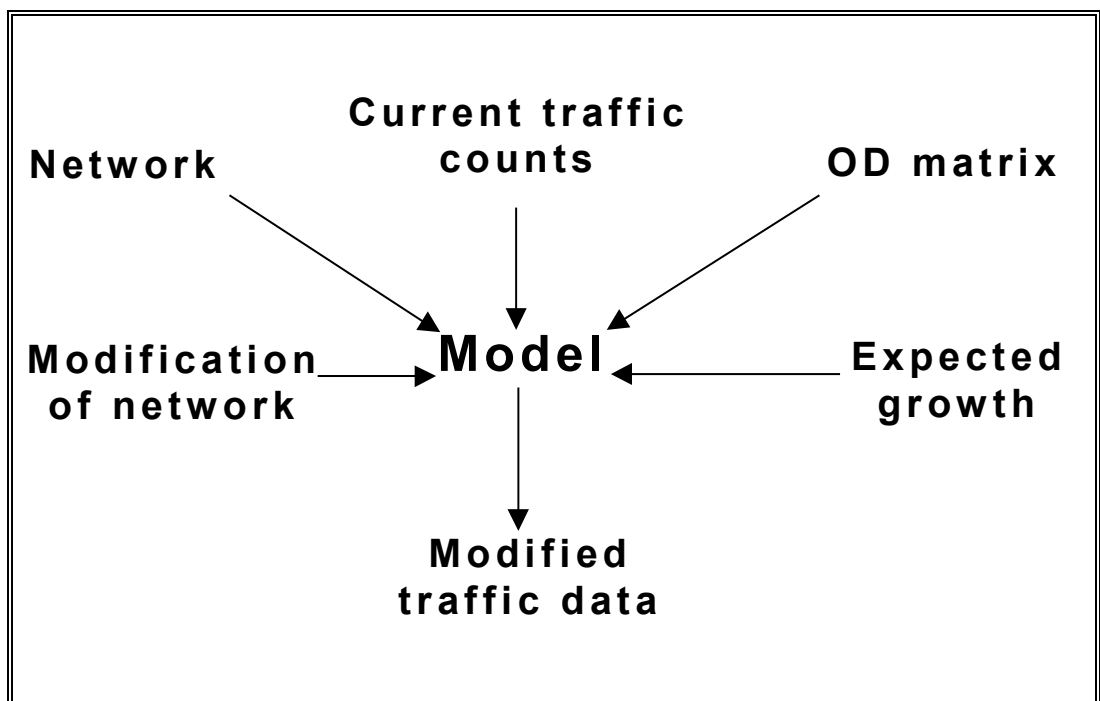 Current traffic
counts
Network
OD matrix
Model
Modification
of network
Expected
growth
Modified
traffic data